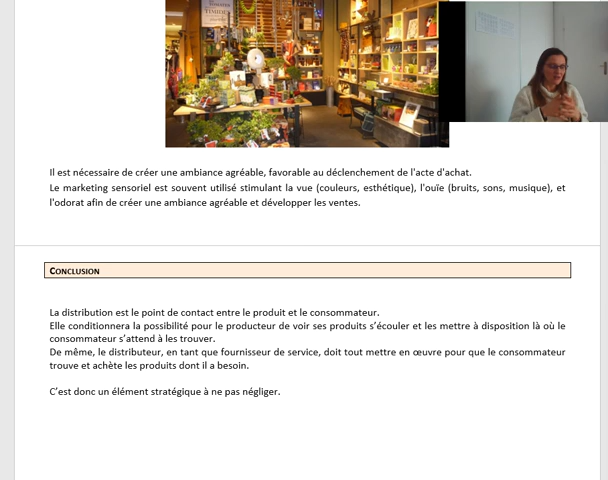 Il est nécessaire de créer une ambiance agréable, favorable au déclenchement de l'acte d'achat.
Le marketing sensoriel est souvent utilisé stimulant la vue (couleurs, esthétique), l'ouïe (bruits, sons, musique), et
l'odorat afin de créer une ambiance agréable et développer les ventes.
CONCLUSION
La distribution est le point de contact entre le produit et le consommateur.
Elle conditionnera la possibilité pour le producteur de voir ses produits s’écouler et les mettre à disposition là où le
consommateur s’attend à les trouver.
De même, le distributeur, en tant que fournisseur de service, doit tout mettre en œuvre pour que le consommateur
trouve et achète les produits dont il a besoin.
C’est donc un élément stratégique à ne pas négliger.